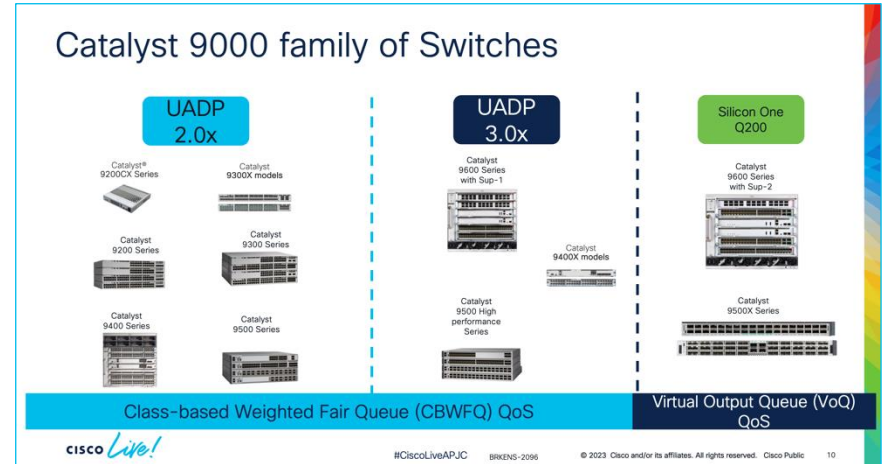 Catalyst 9000 family of Switches
UADP
2.0x
Catalyst®
9200CX Series
Catalyst
9300X models
Catalyst
9200 Series
Catalyst
9300 Series
Catalyst
9400 Series
Catalyst
9500 Series
UADP
3.0x
Catalyst
9600 Series
with Sup-1
Catalyst
9400X models
Catalyst
9500 High
performance
Series
Silicon One
Q200
Catalyst
9600 Series
with Sup-2
Catalyst
9500X Series
Class-based Weighted Fair Queue (CBWFQ) QoS
Virtual Output Queue (VoQ)
QoS
CISCO Live!
#CiscoLiveAPJC
BRKENS-2096
© 2023 Cisco and/or its affiliates. All rights reserved. Cisco Public
10